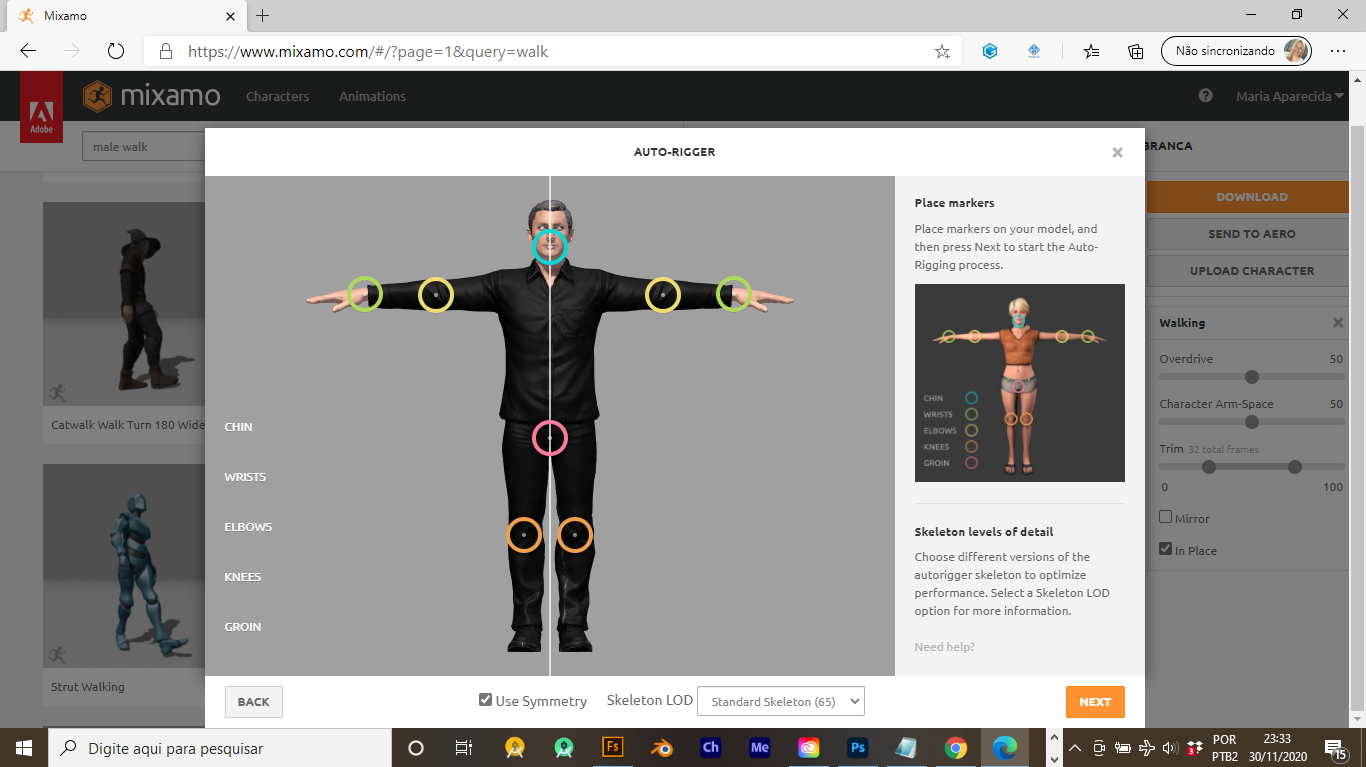 Mixamo
https://www.mixamo.com/#/?page=1&query=walk
Não sincronizando
Adobe
mixamo
Characters
Animations
Maria Aparecida
male walk
AUTO-RIGGER
BRANCA
Catwalk Walk Turn 180 Wide
Strut Walking
CHIN
WRISTS
ELBOWS
KNEES
GROIN
Place markers
Place markers on your model, and
then press Next to start the Auto-
Rigging process.
CHIN
WRISTS
ELBOWS
KNEES
GROIN
Skeleton levels of detail
Choose different versions of the
autorigger skeleton to optimize
performance. Select a Skeleton LOD
option for more information.
Need help?
DOWNLOAD
SEND TO AERO
UPLOAD CHARACTER
Walking
Overdrive 50
Character Arm-Space 50
Trim 32 total frames
0 100
Mirror
In Place
BACK
Use Symmetry
Skeleton LOD
Standard Skeleton (65)
NEXT
Digite aqui para pesquisar
Fs
Ch
Me
Ps
3
POR
PTB2
23:33
30/11/2020
15